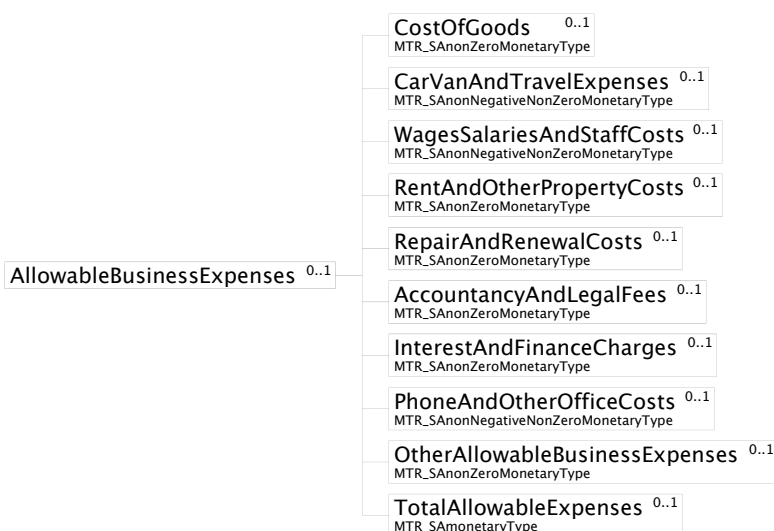 CostOfGoods 0..1
MTR_SAnonZeroMonetaryType
CarVanAndTravelExpenses 0..1
MTR_SAnonNegativeNonZeroMonetaryType
WagesSalariesAndStaffCosts 0..1
MTR_SAnonNegativeNonZeroMonetaryType
RentAndOtherPropertyCosts 0..1
MTR_SAnonZeroMonetaryType
RepairAndRenewalCosts 0..1
MTR_SAnonZeroMonetaryType
AllowableBusinessExpenses 0..1
AccountancyAndLegalFees 0..1
MTR_SAnonZeroMonetaryType
InterestAndFinanceCharges 0..1
MTR_SAnonZeroMonetaryType
PhoneAndOtherOfficeCosts 0..1
MTR_SAnonNegativeNonZeroMonetaryType
OtherAllowableBusinessExpenses 0..1
MTR_SAnonZeroMonetaryType
TotalAllowableExpenses 0..1
MTR_SAmonetaryType